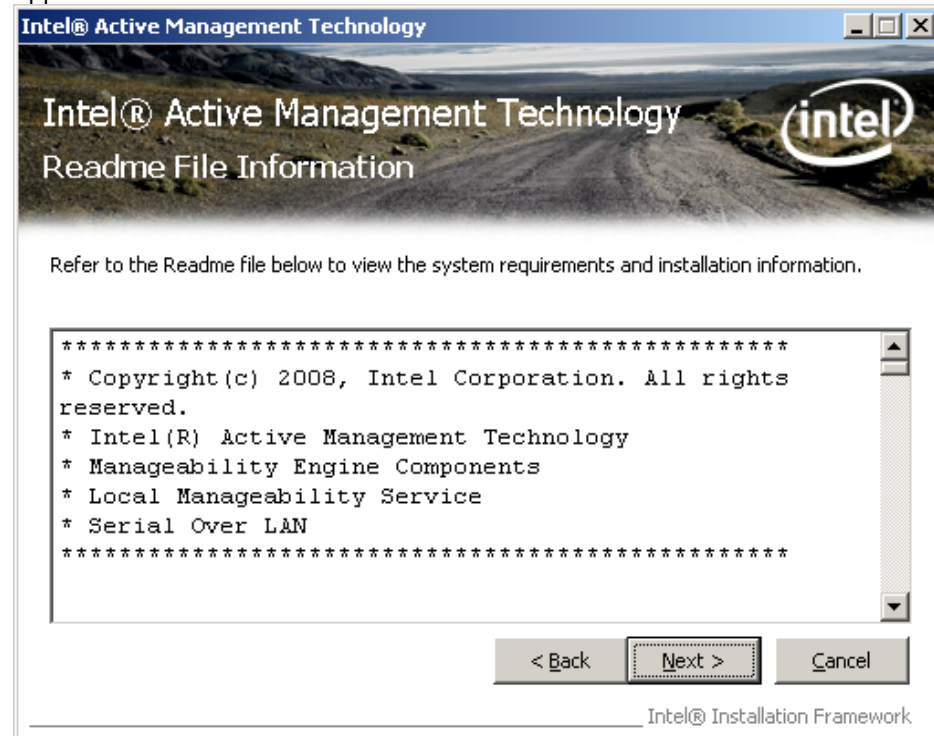 Intel® Active Management Technology
Intel® Active Management Technology
intel
Readme File Information
Refer to the Readme file below to view the system requirements and installation information.
**************************************************
* Copyright(c) 2008, Intel Corporation. All rights
reserved.
* Intel(R) Active Management Technology
* Manageability Engine Components
* Local Manageability Service
* Serial Over LAN
**************************************************
< Back
Next >
Cancel
Intel® Installation Framework